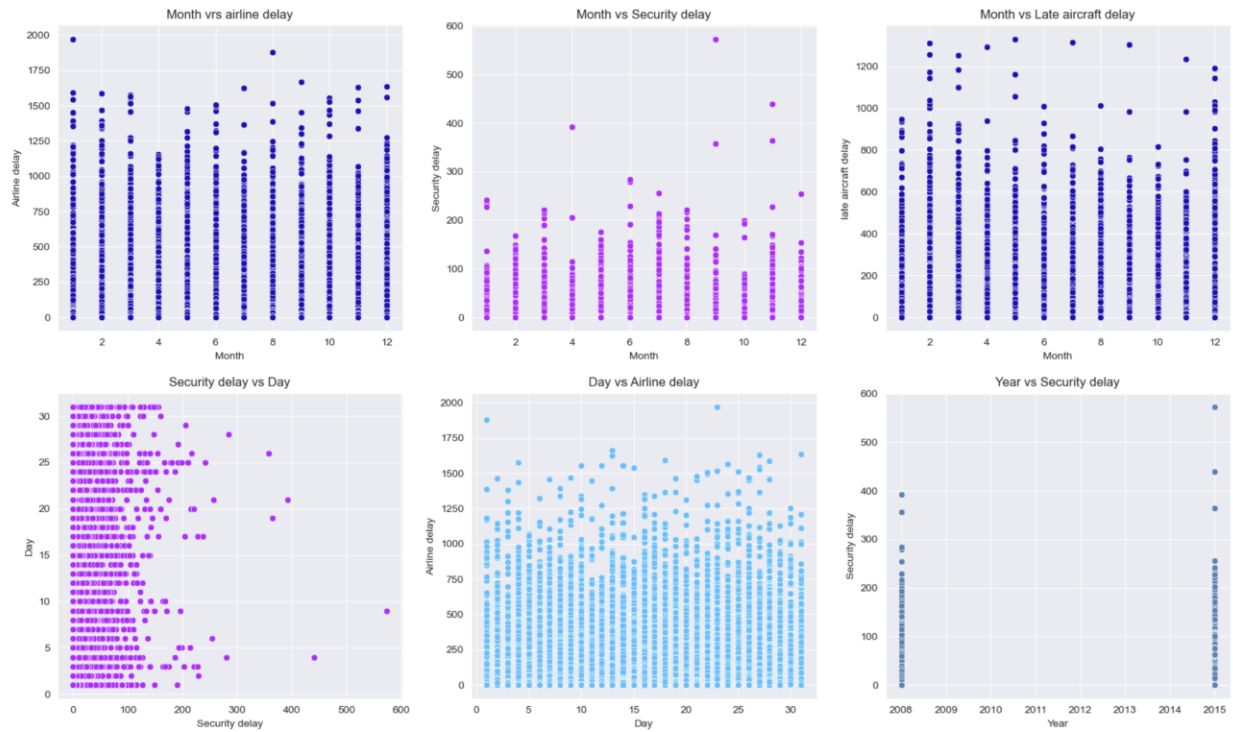 Month vrs airline delay
2000
1750
1500
1250
1000
750
500
250
0
Airline delay
2 4 6 8 10 12
Month
Month vs Security delay
600
500
400
300
200
100
0
Security delay
2 4 6 8 10 12
Month
Month vs Late aircraft delay
1200
1000
800
600
400
200
0
late aircraft delay
2 4 6 8 10 12
Month
Security delay vs Day
30
25
20
15
10
5
0
Day
0 100 200 300 400 500 600
Security delay
Day vs Airline delay
2000
1750
1500
1250
1000
750
500
250
0
Airline delay
0 5 10 15 20 25 30
Day
Year vs Security delay
600
500
400
300
200
100
0
Security delay
2008 2009 2010 2011 2012 2013 2014 2015
Year